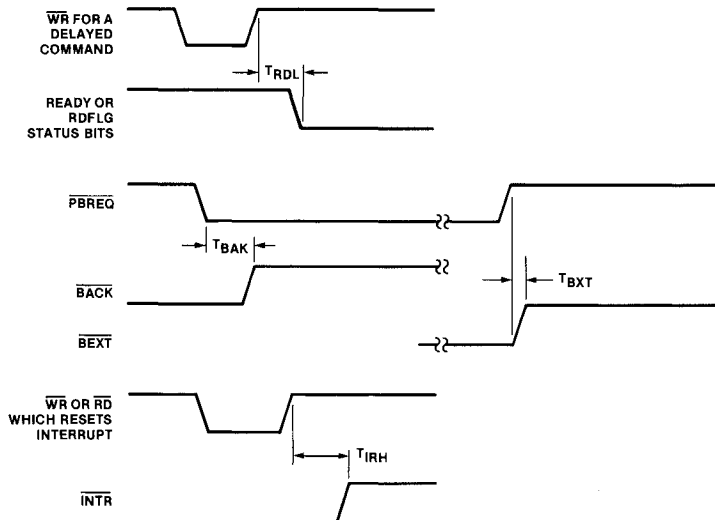 WR FOR A
DELAYED
COMMAND
TRDL
READY OR
RDFLG
STATUS BITS
PBREQ
TBAK
BACK
TBXT
BEXT
WR OR RD
WHICH RESETS
INTERRUPT
TIRH
INTR